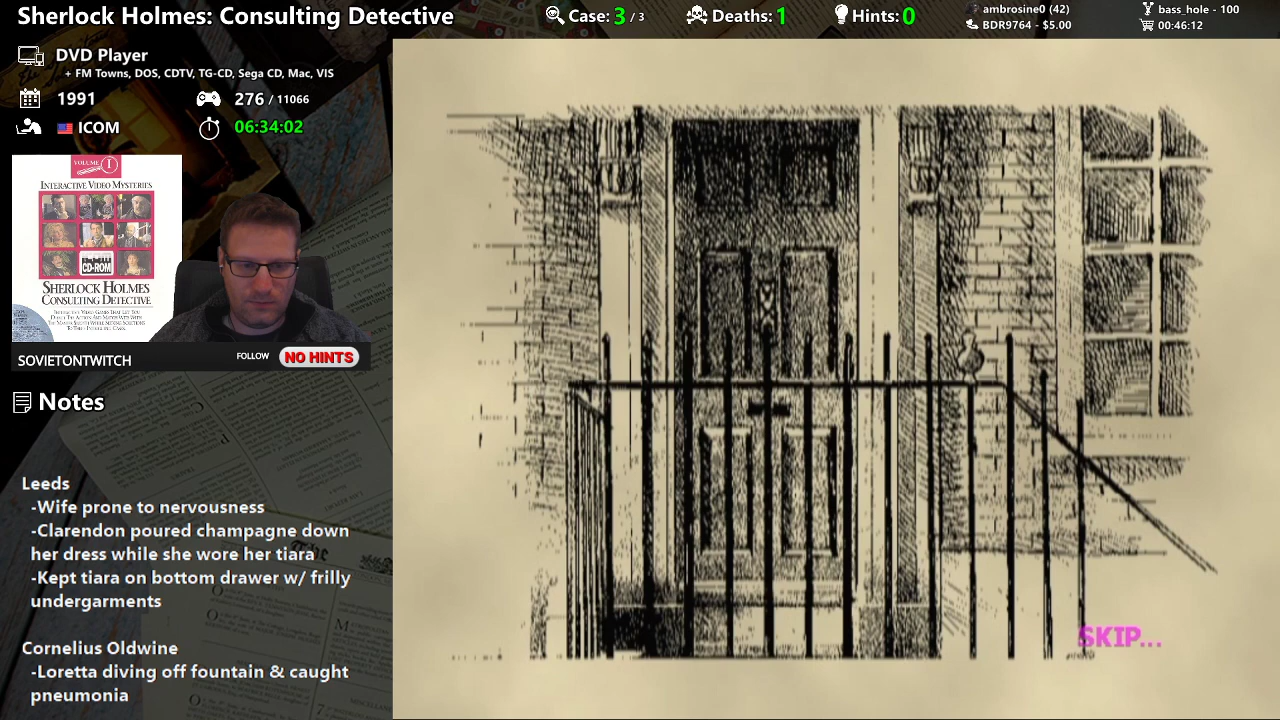 Sherlock Holmes: Consulting Detective
Case: 3 / 3
Deaths: 1
Hints: 0
ambrosine0 (42)
BDR9764 - $5.00
bass_hole - 100
00:46:12
DVD Player
+ FM Towns, DOS, CDTV, TG-CD, Sega CD, Mac, VIS
1991
276 / 11066
ICOM
06:34:02
VOLUME I
INTERACTIVE VIDEO MYSTERIES
CD-ROM
SHERLOCK HOLMES
CONSULTING DETECTIVE
SOVIETONTWITCH
FOLLOW
NO HINTS
Notes
Leeds
-Wife prone to nervousness
-Clarendon poured champagne down
her dress while she wore her tiara
-Kept tiara on bottom drawer w/ frilly
undergarments
Cornelius Oldwine
-Loretta diving off fountain & caught
pneumonia
SKIP...